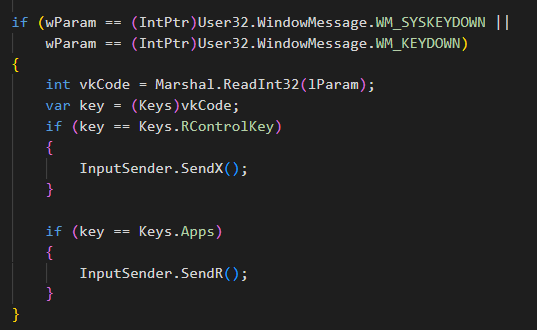 if (wParam == (IntPtr)User32.WindowMessage.WM_SYSKEYDOWN ||
    wParam == (IntPtr)User32.WindowMessage.WM_KEYDOWN)
{
    int vkCode = Marshal.ReadInt32(lParam);
    var key = (Keys)vkCode;
    if (key == Keys.RControlKey)
    {
        InputSender.SendX();
    }

    if (key == Keys.Apps)
    {
        InputSender.SendR();
    }
}